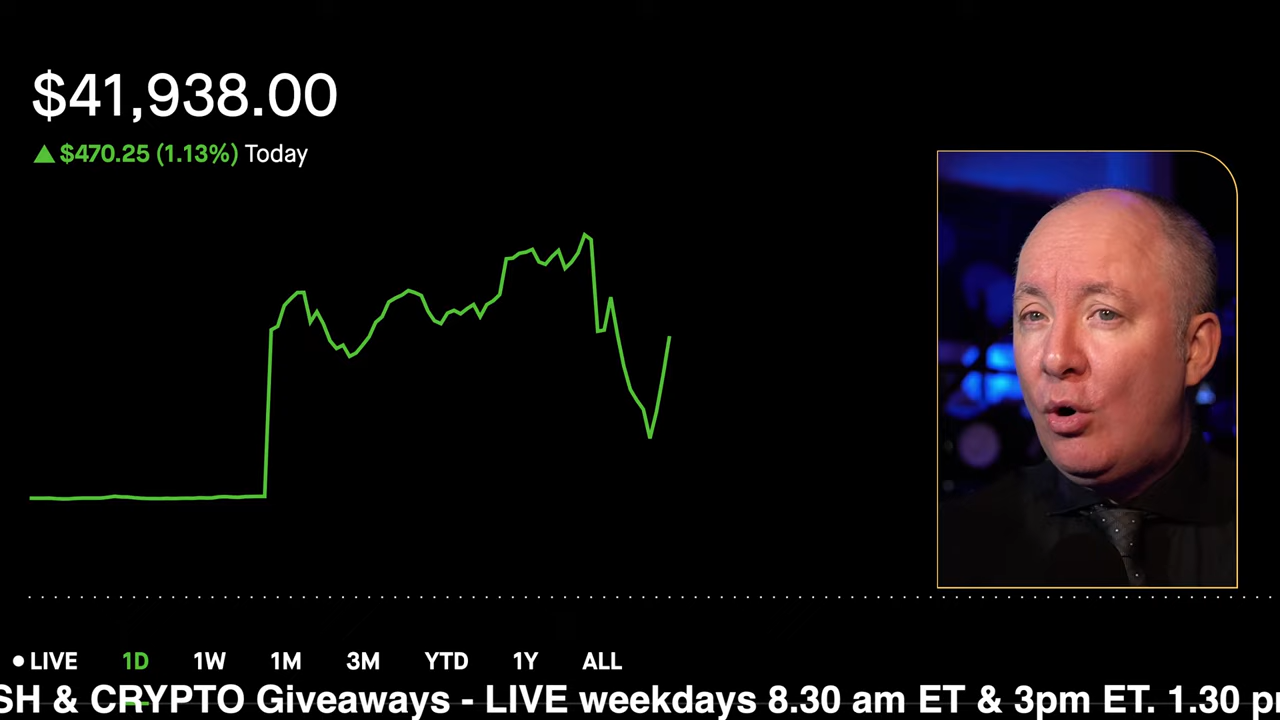 $41,938.00
▲ $470.25 (1.13%) Today
LIVE 1D 1W 1M 3M YTD 1Y ALL
& CRYPTO Giveaways - LIVE weekdays 8.30 am ET & 3pm ET. 1.30